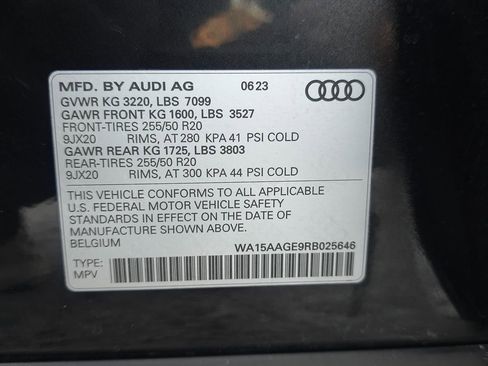 MFD. BY AUDI AG 06 23
GVWR KG 3220, LBS 7099
GAWR FRONT KG 1600, LBS 3527
FRONT-TIRES 255/50 R20
9JX20 RIMS, AT 280 KPA 41 PSI COLD
GAWR REAR KG 1725, LBS 3803
REAR-TIRES 255/50 R20
9JX20 RIMS, AT 300 KPA 44 PSI COLD
THIS VEHICLE CONFORMS TO ALL APPLICABLE
U.S. FEDERAL MOTOR VEHICLE SAFETY
STANDARDS IN EFFECT ON THE DATE OF
MANUFACTURE SHOWN ABOVE.
BELGIUM WA15AAGE9RB025646
TYPE:
MPV